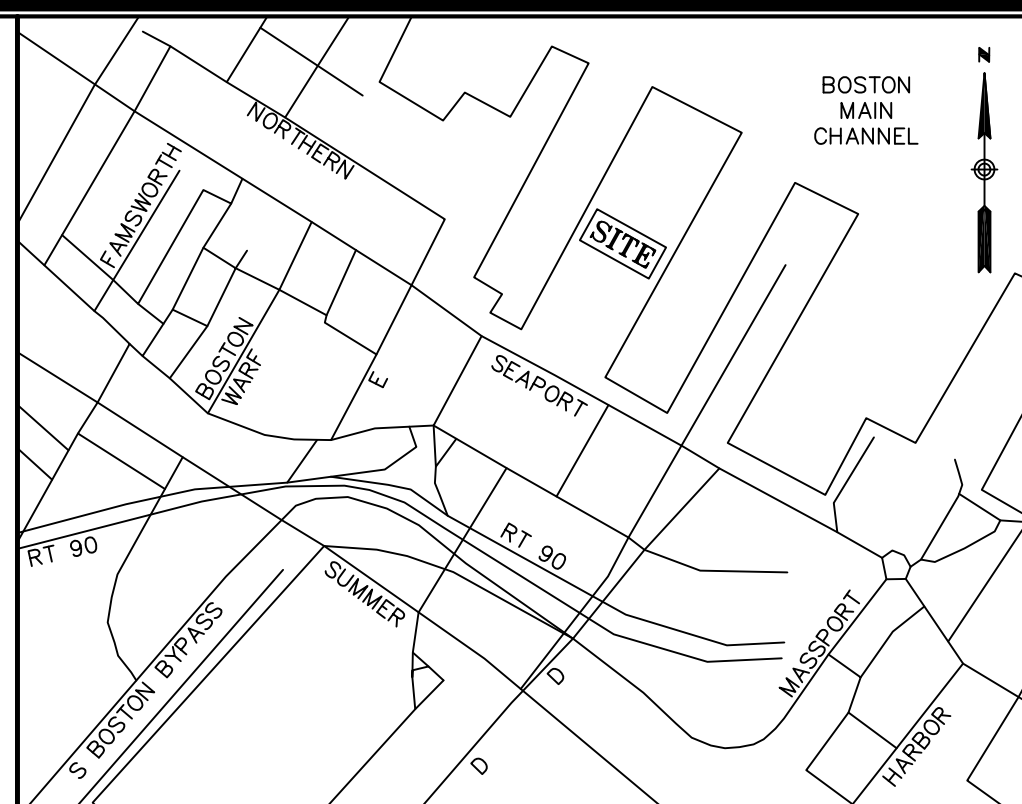 N
BOSTON
MAIN
CHANNEL
NORTHERN
FAMSWORTH
SITE
BOSTON
WARF
E
SEAPORT
RT 90
RT 90
SUMMER
MASSPORT
S BOSTON BYPASS
D
HARBOR
D